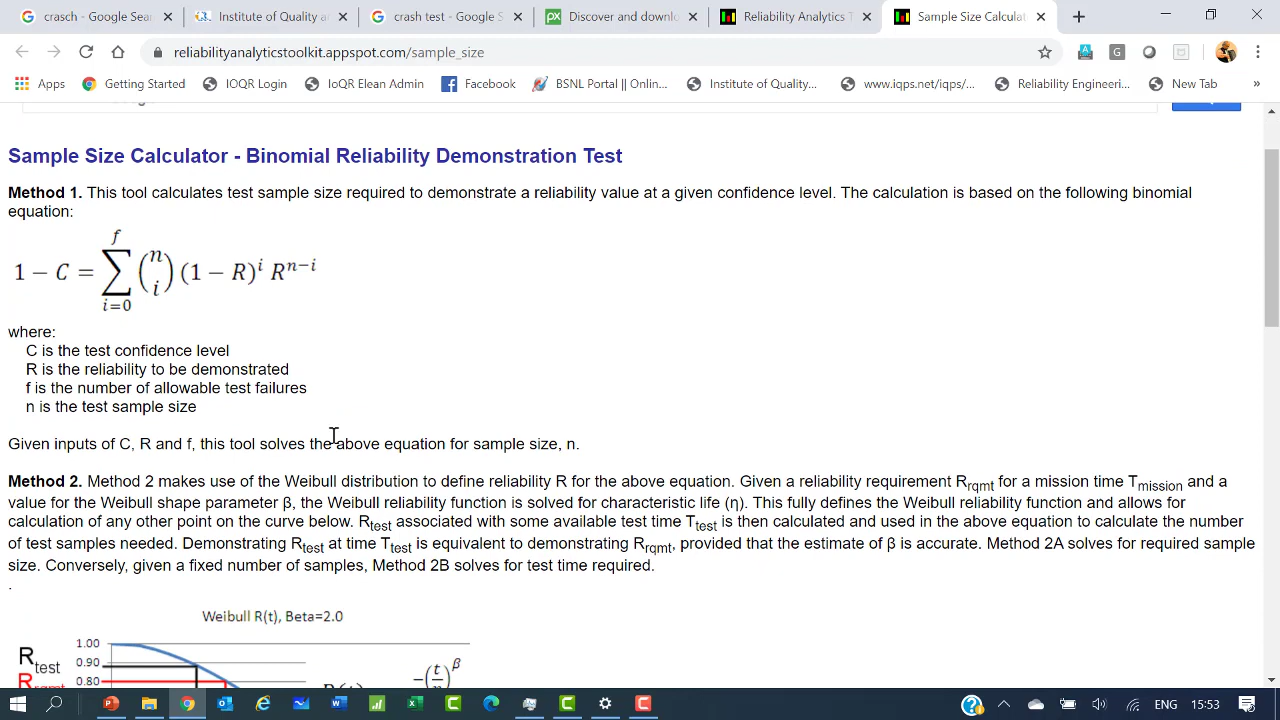 crasch - Google Sear
Institute of Quality a
crash test - Google S
Discover and downlo
Reliability Analytics T
Sample Size Calculat
reliabilityanalyticstoolkit.appspot.com/sample_size
Apps
Getting Started
IOQR Login
IoQR Elean Admin
Facebook
BSNL Portal || Onlin...
Institute of Quality...
www.iqps.net/iqps/...
Reliability Engineeri...
New Tab
»
Sample Size Calculator - Binomial Reliability Demonstration Test
Method 1. This tool calculates test sample size required to demonstrate a reliability value at a given confidence level. The calculation is based on the following binomial
equation:
1 − C = ∑_{i=0}^{f} (n i) (1 − R)^i R^{n−i}
where:
C is the test confidence level
R is the reliability to be demonstrated
f is the number of allowable test failures
n is the test sample size
Given inputs of C, R and f, this tool solves the above equation for sample size, n.
Method 2. Method 2 makes use of the Weibull distribution to define reliability R for the above equation. Given a reliability requirement Rrqmt for a mission time Tmission and a
value for the Weibull shape parameter β, the Weibull reliability function is solved for characteristic life (η). This fully defines the Weibull reliability function and allows for
calculation of any other point on the curve below. Rtest associated with some available test time Ttest is then calculated and used in the above equation to calculate the number
of test samples needed. Demonstrating Rtest at time Ttest is equivalent to demonstrating Rrqmt, provided that the estimate of β is accurate. Method 2A solves for required sample
size. Conversely, given a fixed number of samples, Method 2B solves for test time required.
.
Weibull R(t), Beta=2.0
1.00
Rtest
0.90
0.80
ENG
15:53